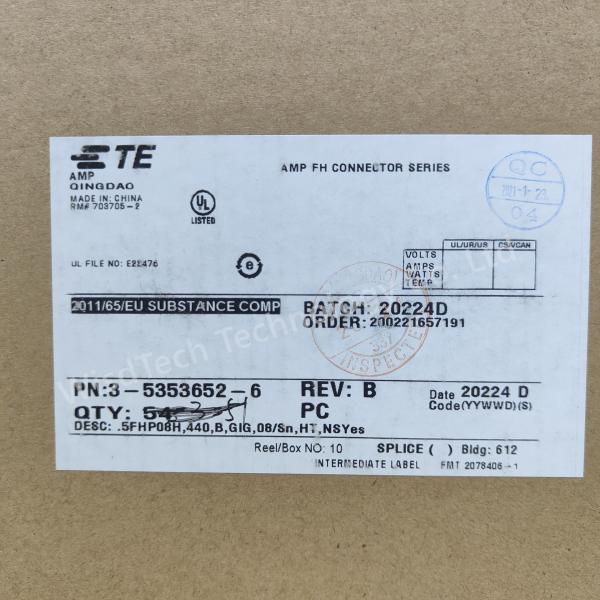 TE
AMP
QINGDAO
MADE IN: CHINA
RM# 703705-2
AMP FH CONNECTOR SERIES
QC
04
UL
LISTED
UL FILE NO: E28476
e
UL/UR/US CS/VCAN
VOLTS
AMPS
WATTS
TEMP
2011/65/EU SUBSTANCE COMP
BATCH: 20224D
ORDER: 200221657191
INSPECTED
PN:3-5353652-6
REV: B
Date 20224 D
Code(YYWWD)(S)
QTY:
PC
DESC: .5FHP08H,440,B,GIG,08/Sn,HT,NSYes
Reel/Box NO: 10
SPLICE ( ) Bldg: 612
INTERMEDIATE LABEL FMT 2078406-1